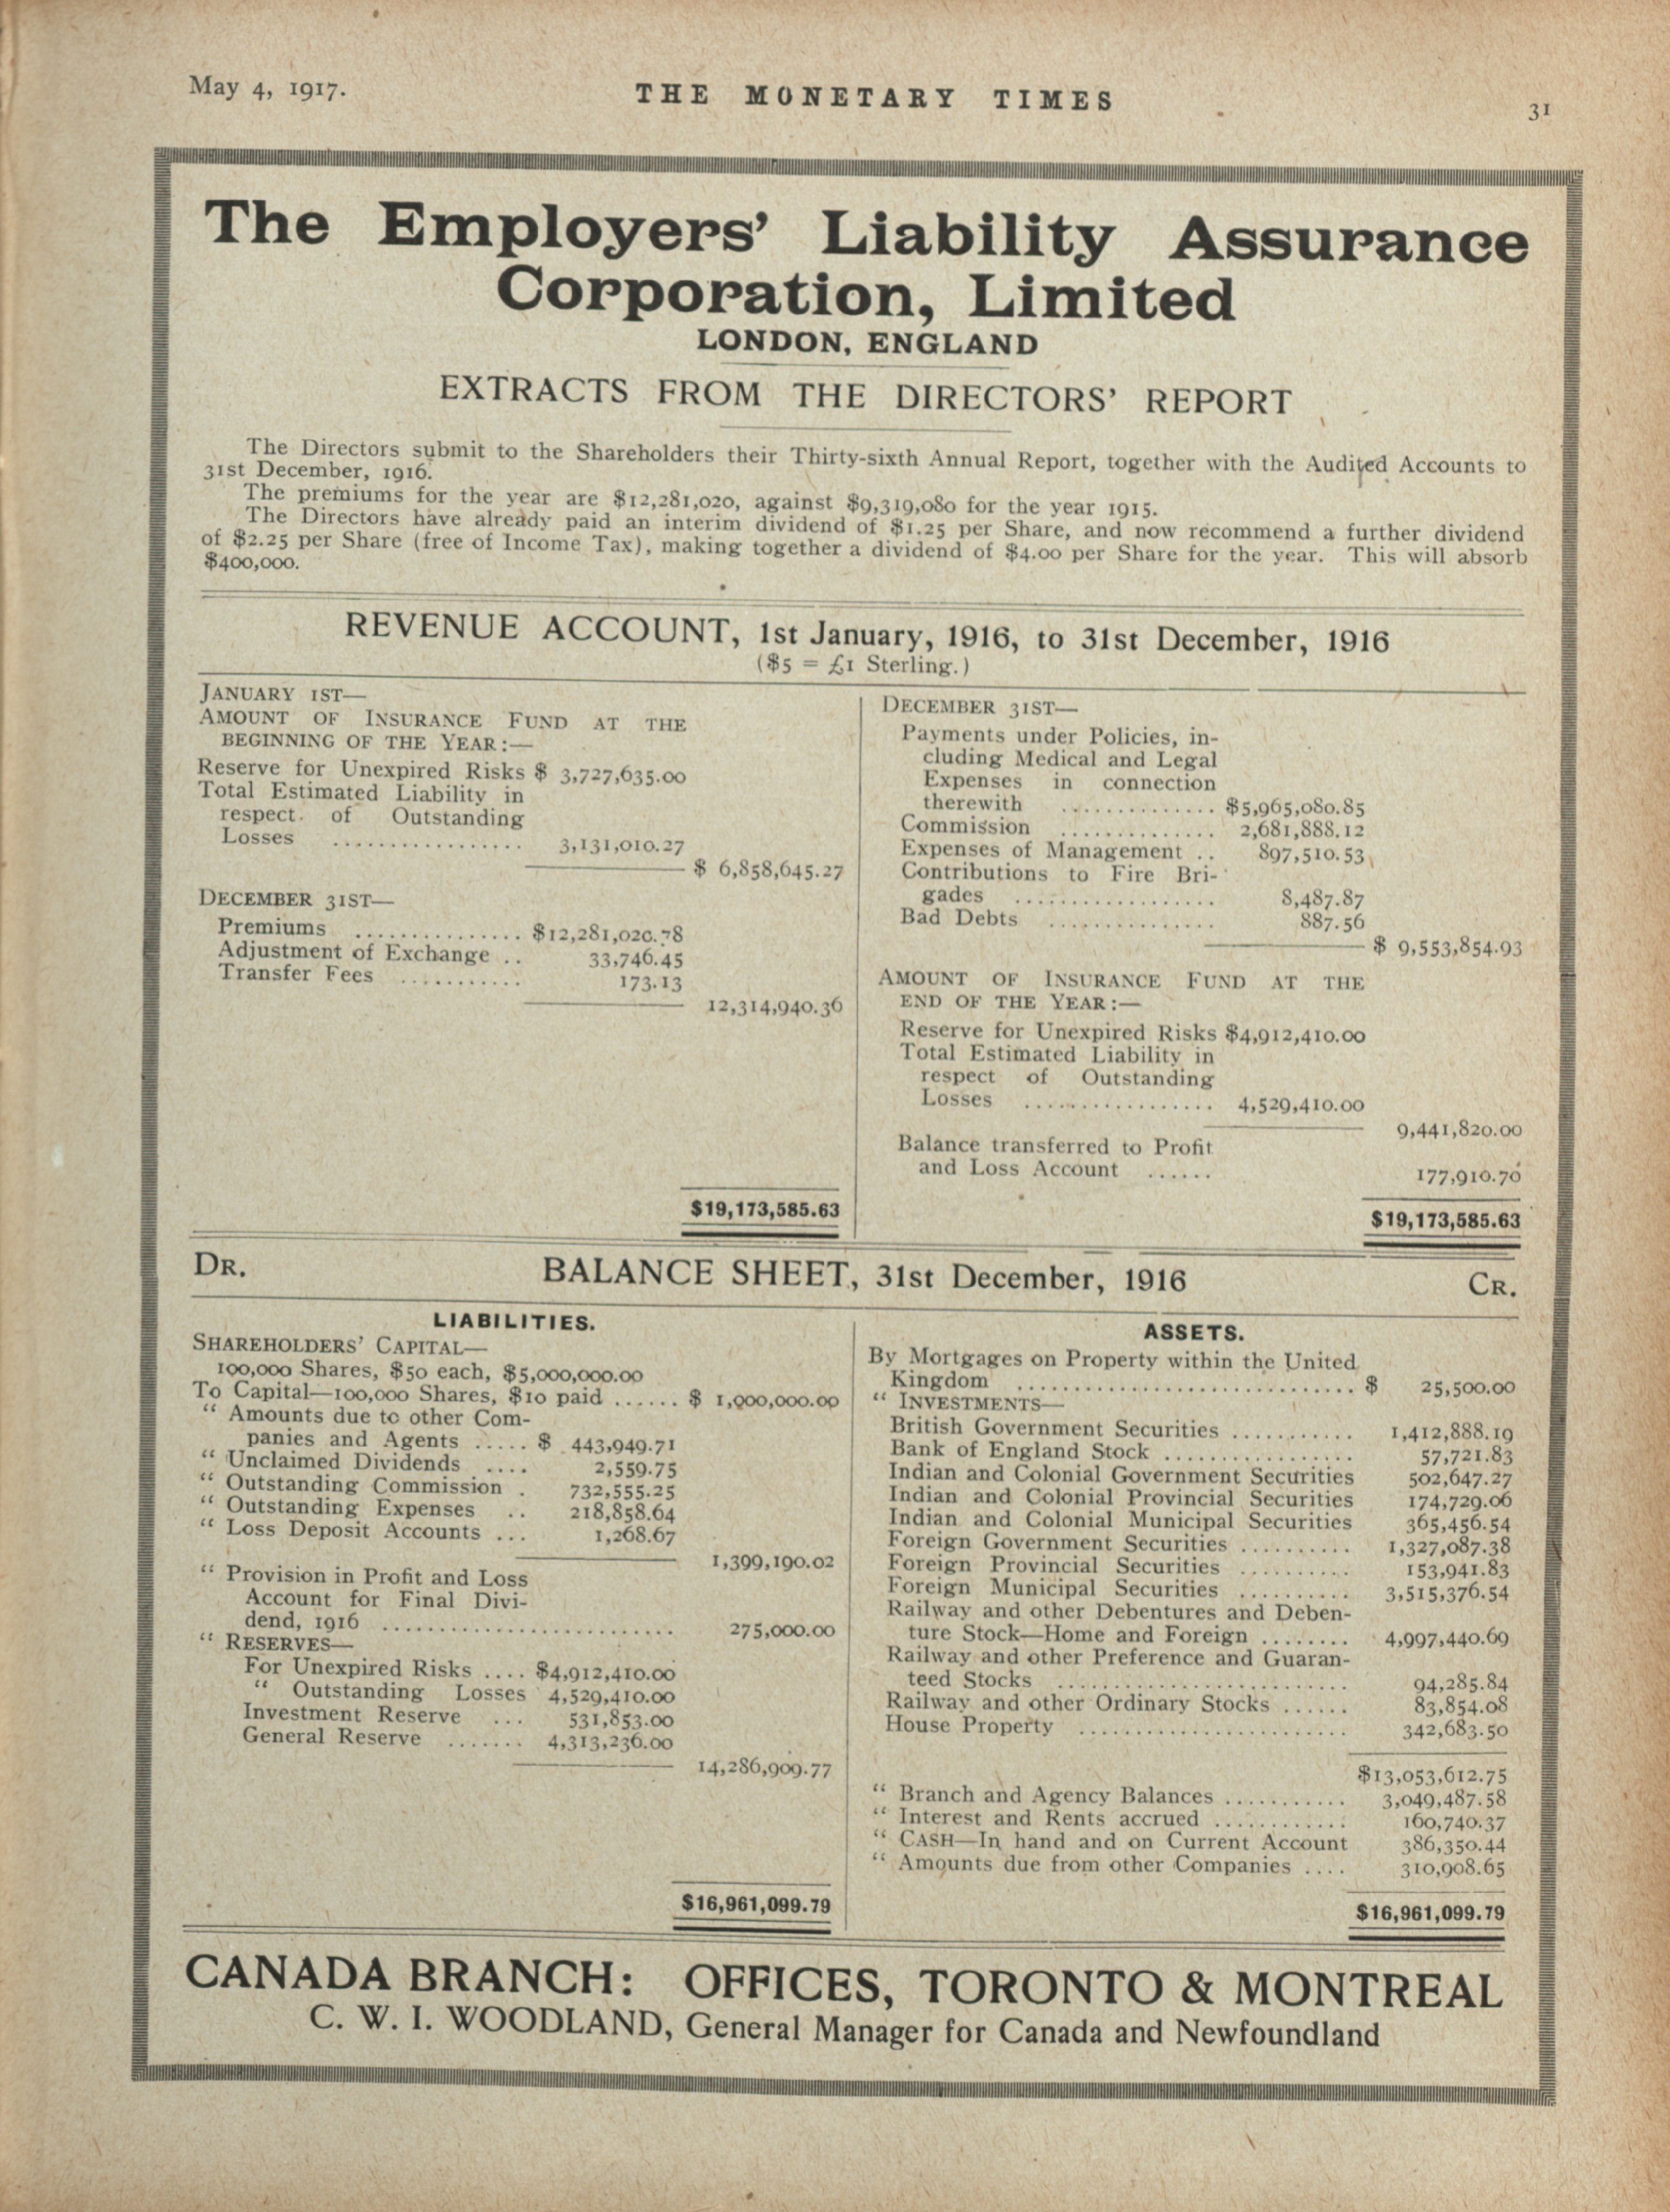 May 4, 1917.
THE MONETARY TIMES
31
The Employers' Liability Assurance
Corporation, Limited
LONDON, ENGLAND
EXTRACTS FROM THE DIRECTORS' REPORT
The Directors submit to the Shareholders their Thirty-sixth Annual Report, together with the Audited Accounts to
31st December, 1916.
The premiums for the year are $12,281,020, against $9,319,080 for the year 1915.
The Directors have already paid an interim dividend of $1.25 per Share, and now recommend a further dividend
of $2.25 per Share (free of Income Tax), making together a dividend of $4.00 per Share for the year. This will absorb
$400,000.
REVENUE ACCOUNT, 1st January, 1916, to 31st December, 1916
($5 = £1 Sterling.)
JANUARY 1ST—
AMOUNT OF INSURANCE FUND AT THE
BEGINNING OF THE YEAR:—
Reserve for Unexpired Risks $ 3,727,635.00
Total Estimated Liability in
respect of Outstanding
Losses ................ 3,131,010.27
$ 6,858,645.27
DECEMBER 31ST—
Premiums ............... $12,281,020.78
Adjustment of Exchange .. 33,746.45
Transfer Fees ........... 173.13
12,314,940.36
$19,173,585.63
DECEMBER 31ST—
Payments under Policies, in-
cluding Medical and Legal
Expenses in connection
therewith .............. $5,965,080.85
Commission .............. 2,681,888.12
Expenses of Management .. 897,510.53
Contributions to Fire Bri-
gades .................. 8,487.87
Bad Debts ............... 887.56
$ 9,553,854.93
AMOUNT OF INSURANCE FUND AT THE
END OF THE YEAR:—
Reserve for Unexpired Risks $4,912,410.00
Total Estimated Liability in
respect of Outstanding
Losses ................. 4,529,410.00
9,441,820.00
Balance transferred to Profit
and Loss Account ...... 177,910.70
$19,173,585.63
DR.
BALANCE SHEET, 31st December, 1916
CR.
LIABILITIES.
SHAREHOLDERS' CAPITAL—
100,000 Shares, $50 each, $5,000,000.00
To Capital—100,000 Shares, $10 paid ...... $ 1,000,000.00
" Amounts due to other Com-
panies and Agents ..... $ 443,949.71
" Unclaimed Dividends .... 2,559.75
" Outstanding Commission . 732,555.25
" Outstanding Expenses .. 218,858.64
" Loss Deposit Accounts ... 1,268.67
1,399,190.02
" Provision in Profit and Loss
Account for Final Divi-
dend, 1916 .......................... 275,000.00
" RESERVES—
For Unexpired Risks .... $4,912,410.00
" Outstanding Losses 4,529,410.00
Investment Reserve ... 531,853.00
General Reserve ....... 4,313,236.00
14,286,909.77
$16,961,099.79
ASSETS.
By Mortgages on Property within the United
Kingdom .............................. $ 25,500.00
" INVESTMENTS—
British Government Securities ........... 1,412,888.19
Bank of England Stock ................. 57,721.83
Indian and Colonial Government Securities 502,647.27
Indian and Colonial Provincial Securities 174,729.06
Indian and Colonial Municipal Securities 365,456.54
Foreign Government Securities .......... 1,327,087.38
Foreign Provincial Securities .......... 153,941.83
Foreign Municipal Securities .......... 3,515,376.54
Railway and other Debentures and Deben-
ture Stock—Home and Foreign ........ 4,997,440.69
Railway and other Preference and Guaran-
teed Stocks .......................... 94,285.84
Railway and other Ordinary Stocks ...... 83,854.08
House Property ........................ 342,683.50
$13,053,612.75
" Branch and Agency Balances ........... 3,049,487.58
" Interest and Rents accrued ............ 160,740.37
" CASH—In hand and on Current Account 386,350.44
" Amounts due from other Companies .... 310,908.65
$16,961,099.79
CANADA BRANCH: OFFICES, TORONTO & MONTREAL
C. W. I. WOODLAND, General Manager for Canada and Newfoundland